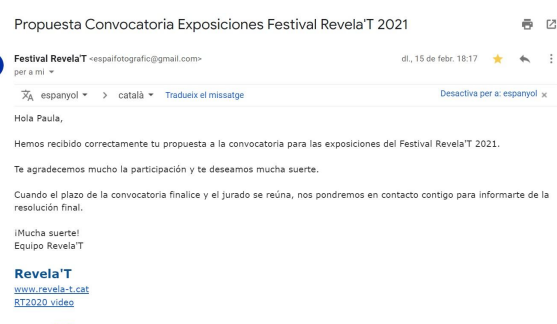 Propuesta Convocatoria Exposiciones Festival Revela'T 2021
Festival Revela'T <espaifotografic@gmail.com>
dl., 15 de febr. 18:17
per a mi
espanyol > català Tradueix el missatge
Desactiva per a: espanyol x
Hola Paula,
Hemos recibido correctamente tu propuesta a la convocatoria para las exposiciones del Festival Revela'T 2021.
Te agradecemos mucho la participación y te deseamos mucha suerte.
Cuando el plazo de la convocatoria finalice y el jurado se reúna, nos pondremos en contacto contigo para informarte de la
resolución final.
¡Mucha suerte!
Equipo Revela'T
Revela'T
www.revela-t.cat
RT2020 video